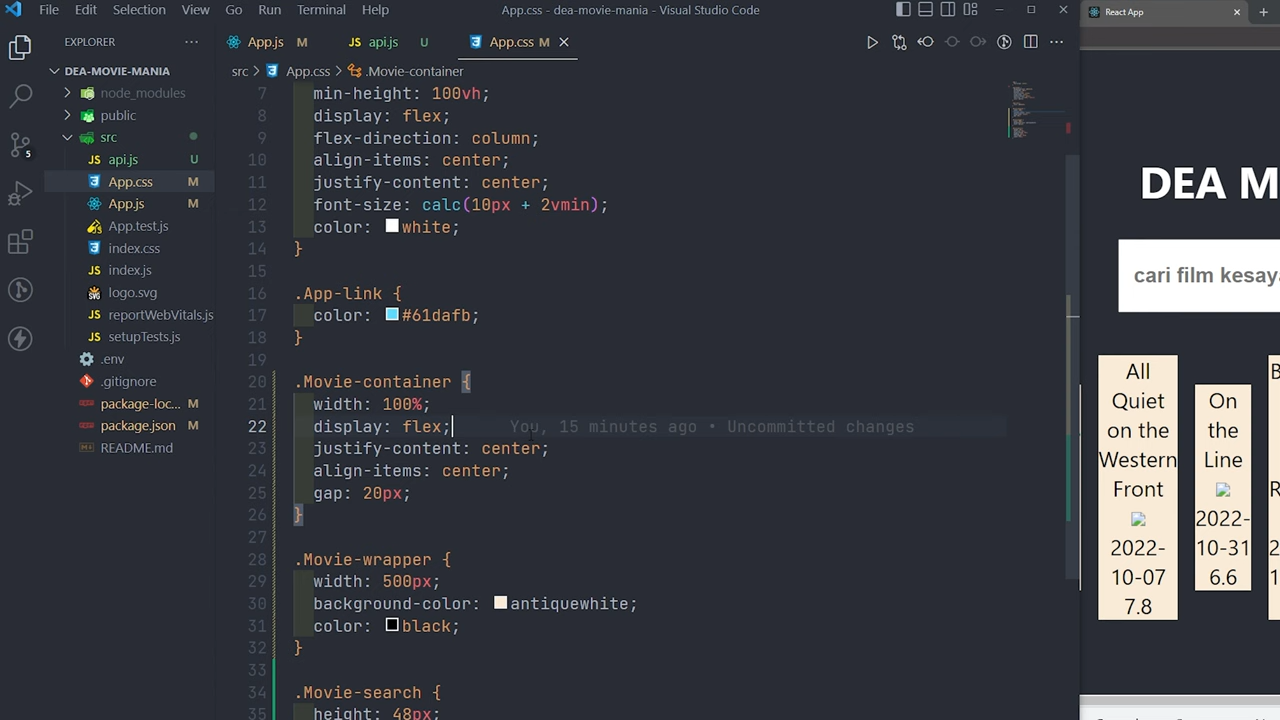 File Edit Selection View Go Run Terminal Help
App.css - dea-movie-mania - Visual Studio Code
React App
EXPLORER
App.js M
api.js U
App.css M
DEA-MOVIE-MANIA
src > App.css > .Movie-container
node_modules
public
src
api.js U
App.css M
App.js M
App.test.js
index.css
index.js
logo.svg
reportWebVitals.js
setupTests.js
.env
.gitignore
package-loc... M
package.json M
README.md
5
7 min-height: 100vh;
8 display: flex;
9 flex-direction: column;
10 align-items: center;
11 justify-content: center;
12 font-size: calc(10px + 2vmin);
13 color: white;
14 }
15
16 .App-link {
17 color: #61dafb;
18 }
19
20 .Movie-container {
21 width: 100%;
22 display: flex; You, 15 minutes ago • Uncommitted changes
23 justify-content: center;
24 align-items: center;
25 gap: 20px;
26 }
27
28 .Movie-wrapper {
29 width: 500px;
30 background-color: antiquewhite;
31 color: black;
32 }
33
34 .Movie-search {
35 height: 48px;
DEA M
cari film kesaya
All
Quiet
on the
Western
Front
2022-
10-07
7.8
On
the
Line
2022-
10-31
6.6